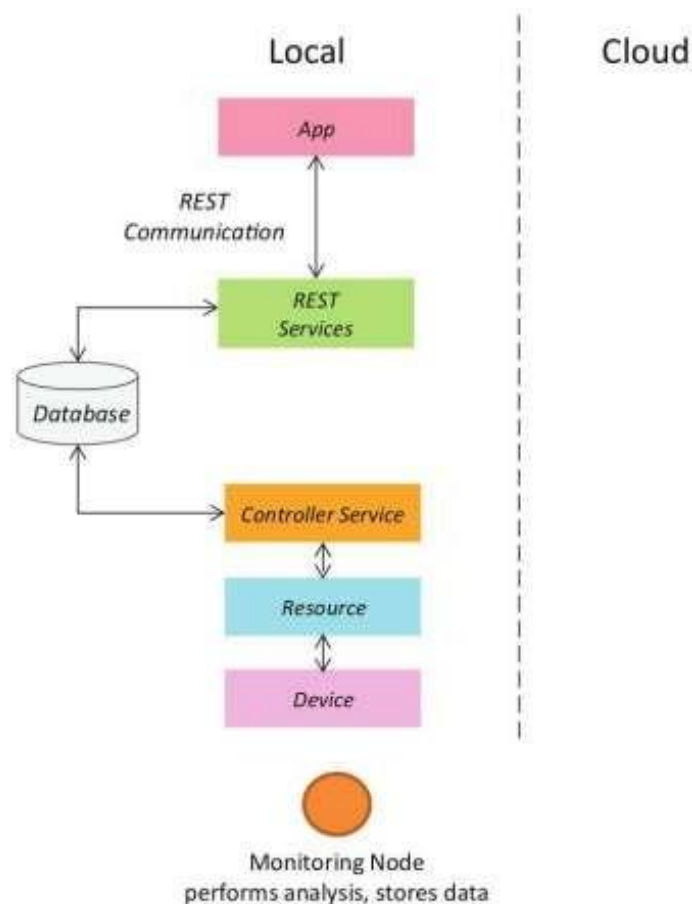 Local
Cloud
App
REST
Communication
REST
Services
Database
Controller Service
Resource
Device
Monitoring Node
performs analysis, stores data